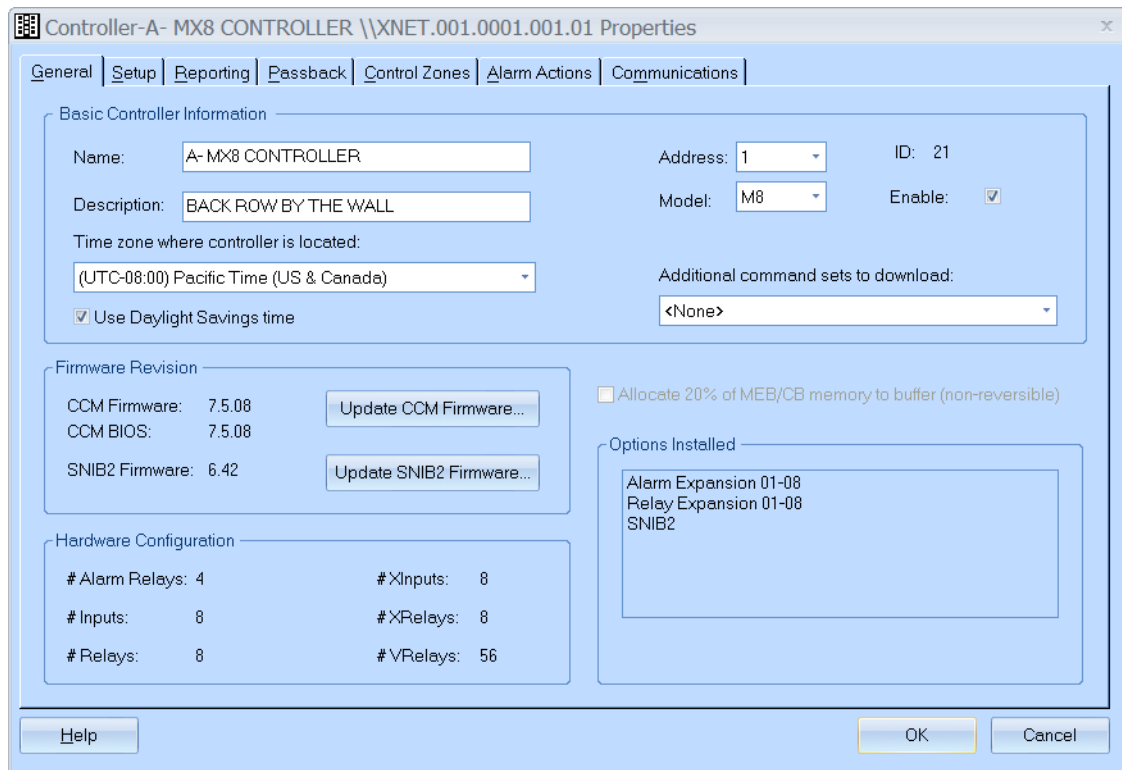 Controller-A- MX8 CONTROLLER \\XNET.001.0001.001.01 Properties
General Setup Reporting Passback Control Zones Alarm Actions Communications
Basic Controller Information
Name: A- MX8 CONTROLLER
Address: 1
ID: 21
Description: BACK ROW BY THE WALL
Model: M8
Enable:
Time zone where controller is located:
(UTC-08:00) Pacific Time (US & Canada)
Additional command sets to download:
<None>
Use Daylight Savings time
Firmware Revision
CCM Firmware: 7.5.08
Update CCM Firmware...
CCM BIOS: 7.5.08
SNIB2 Firmware: 6.42
Update SNIB2 Firmware...
Allocate 20% of MEB/CB memory to buffer (non-reversible)
Options Installed
Alarm Expansion 01-08
Relay Expansion 01-08
SNIB2
Hardware Configuration
# Alarm Relays: 4
# XInputs: 8
# Inputs: 8
# XRelays: 8
# Relays: 8
# VRelays: 56
Help
OK
Cancel